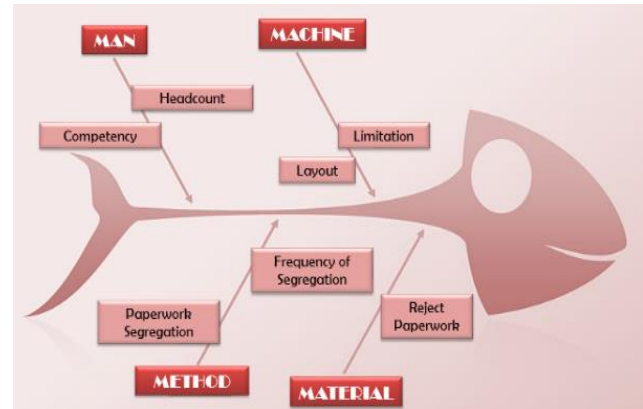 MAN
MACHINE
Headcount
Competency
Limitation
Layout
Frequency of
Segregation
Paperwork
Segregation
Reject
Paperwork
METHOD
MATERIAL